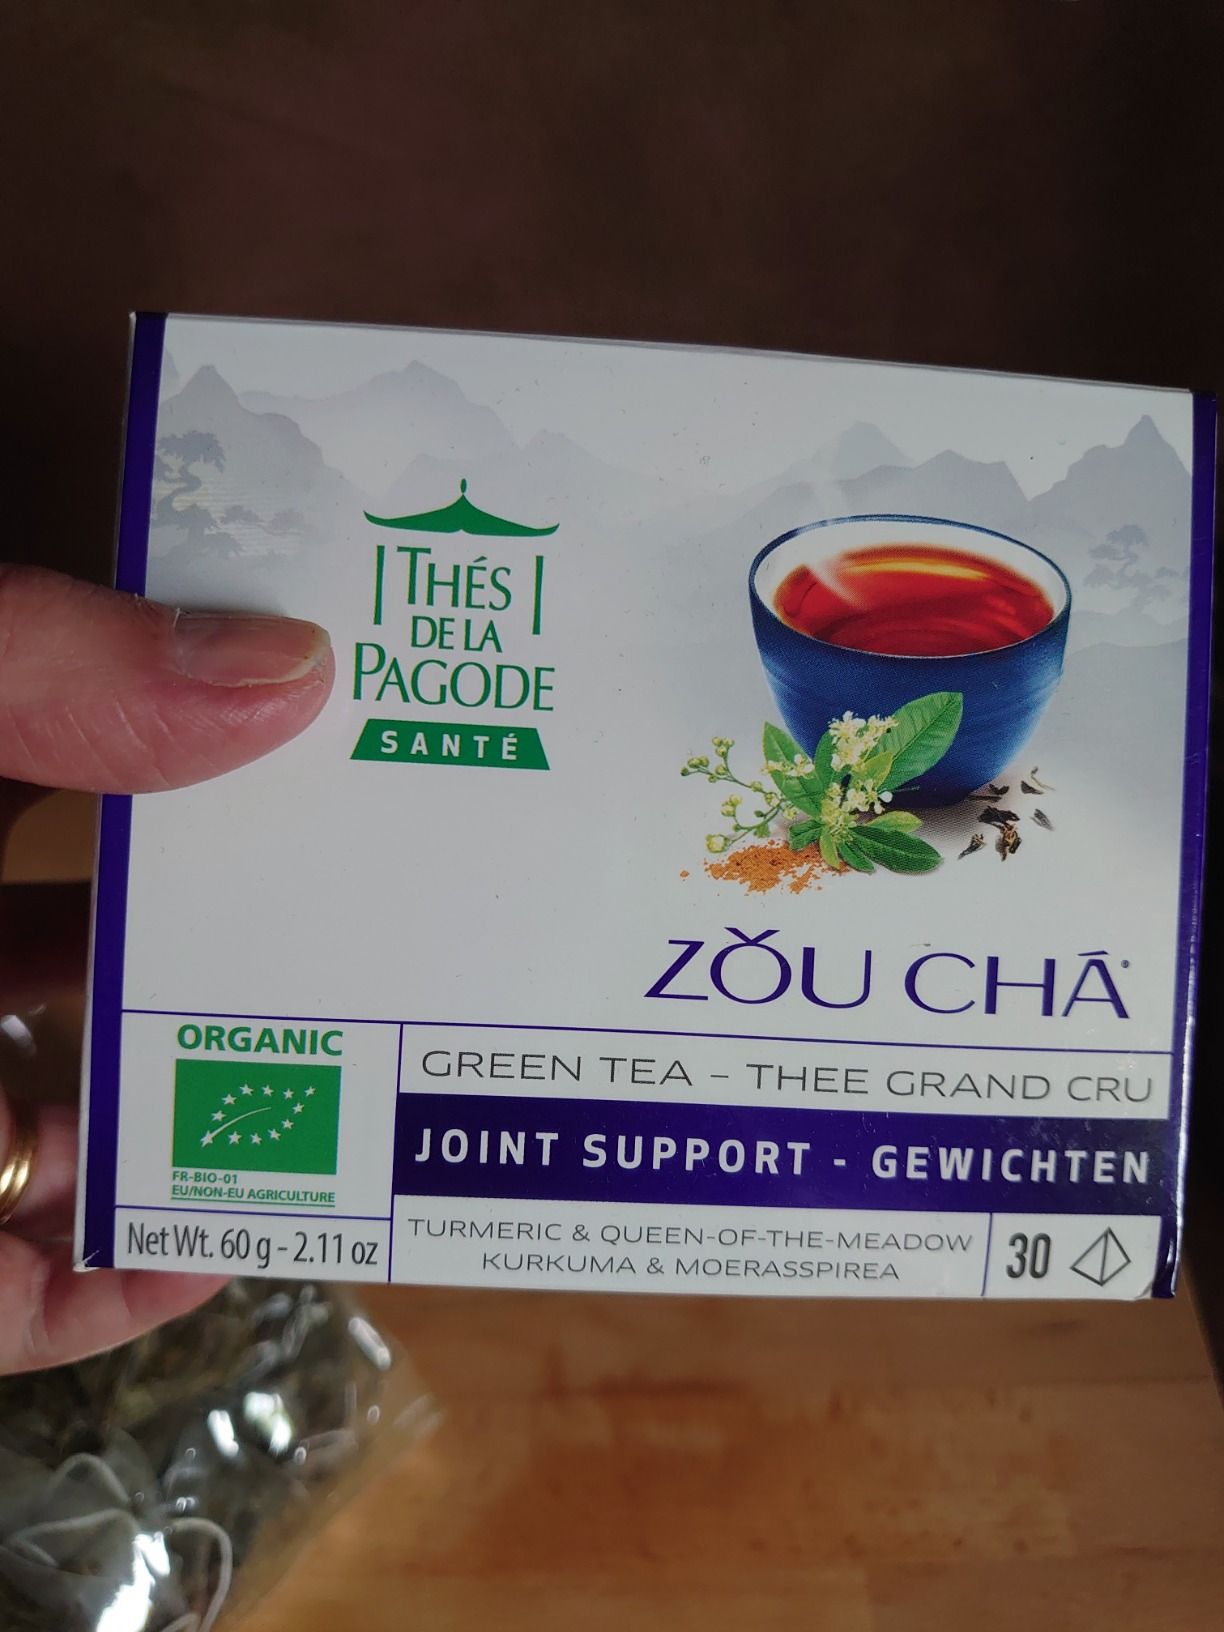 THÉS
DE LA
PAGODE
SANTÉ
ZǑU CHÁ®
ORGANIC
FR-BIO-01
EU/NON-EU AGRICULTURE
Net Wt. 60 g - 2.11 oz
GREEN TEA – THEE GRAND CRU
JOINT SUPPORT - GEWICHTEN
TURMERIC & QUEEN-OF-THE-MEADOW
KURKUMA & MOERASSPIREA
30